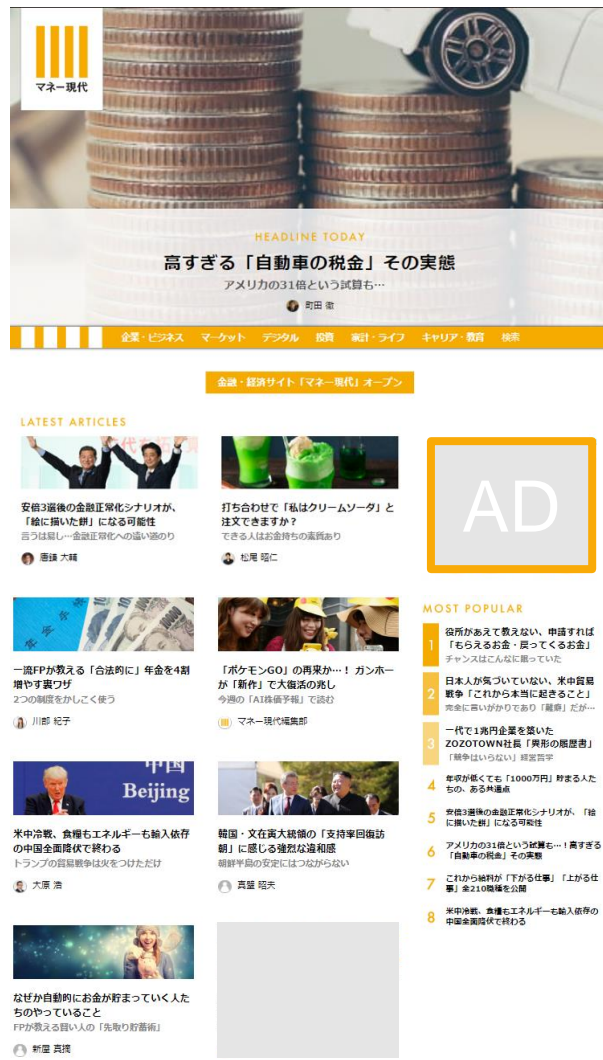 マネー現代
HEADLINE TODAY
高すぎる「自動車の税金」その実態
アメリカの31倍という試算も…
町田 徹
企業・ビジネス マーケット デジタル 投資 家計・ライフ キャリア・教育 検索
金融・経済サイト「マネー現代」オープン
LATEST ARTICLES
安倍3選後の金融正常化シナリオが、
「絵に描いた餅」になる可能性
言うは易し…金融正常化への遠い道のり
唐鎌 大輔
打ち合わせで「私はクリームソーダ」と
注文できますか？
できる人はお金持ちの素質あり
松尾 昭仁
一流FPが教える「合法的に」年金を4割
増やす裏ワザ
2つの制度をかしこく使う
川部 紀子
「ポケモンGO」の再来か…！ ガンホー
が「新作」で大復活の兆し
今週の「AI株価予報」で読む
マネー現代編集部
Beijing
米中冷戦、食糧もエネルギーも輸入依存
の中国全面降伏で終わる
トランプの貿易戦争は火をつけただけ
大原 浩
韓国・文在寅大統領の「支持率回復訪
朝」に感じる強烈な違和感
朝鮮半島の安定にはつながらない
真壁 昭夫
なぜか自動的にお金が貯まっていく人た
ちのやっていること
FPが教える賢い人の「先取り貯蓄術」
新屋 真摘
AD
MOST POPULAR
1 役所があえて教えない、申請すれば
「もらえるお金・戻ってくるお金」
チャンスはこんなに眠っていた
2 日本人が気づいていない、米中貿易
戦争「これから本当に起きること」
完全に言いがかりであり「難癖」だが…
3 一代で1兆円企業を築いた
ZOZOTOWN社長「異形の履歴書」
「競争はいらない」経営哲学
4 年収が低くても「1000万円」貯まる人た
ちの、ある共通点
5 安倍3選後の金融正常化シナリオが、「絵
に描いた餅」になる可能性
6 アメリカの31倍という試算も…！高すぎる
「自動車の税金」その実態
7 これから給料が「下がる仕事」「上がる仕
事」全210職種を公開
8 米中冷戦、食糧もエネルギーも輸入依存の
中国全面降伏で終わる